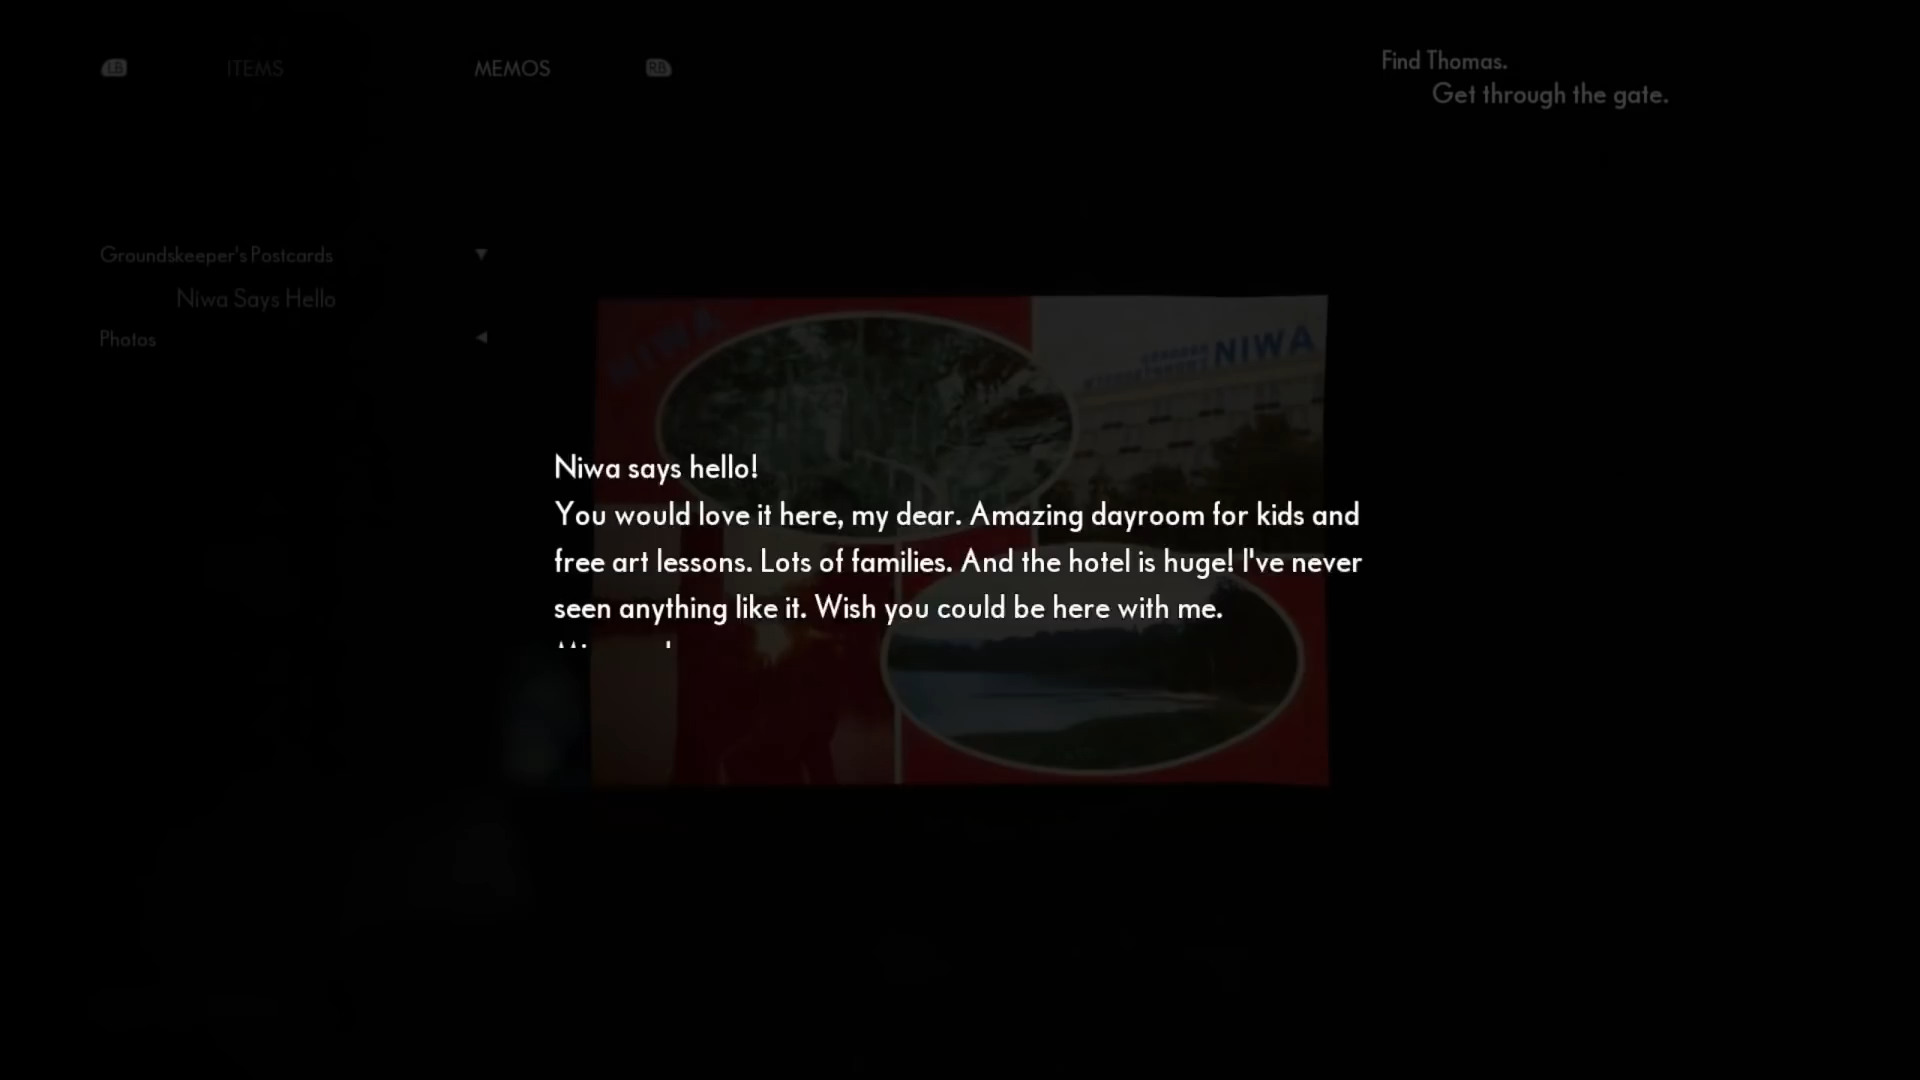 LB
ITEMS
MEMOS
RB
Find Thomas.
Get through the gate.
Groundskeeper's Postcards
Niwa Says Hello
Photos
NIWA
NIWA
Niwa says hello!
You would love it here, my dear. Amazing dayroom for kids and
free art lessons. Lots of families. And the hotel is huge! I've never
seen anything like it. Wish you could be here with me.